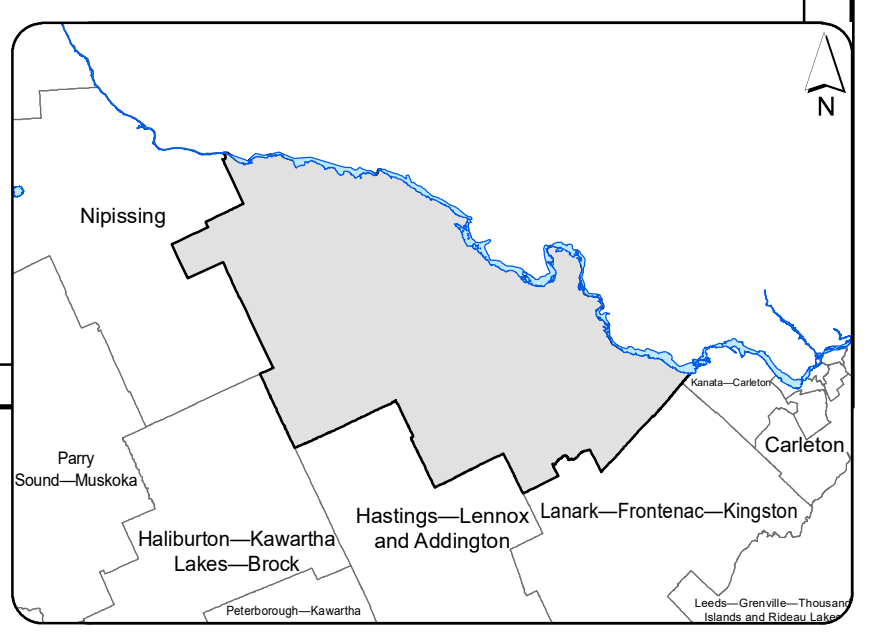 N
Nipissing
Kanata—Carleton
Carleton
Parry
Sound—Muskoka
Lanark—Frontenac—Kingston
Hastings—Lennox
and Addington
Haliburton—Kawartha
Lakes—Brock
Peterborough—Kawartha
Leeds—Grenville—Thousand
Islands and Rideau Lakes